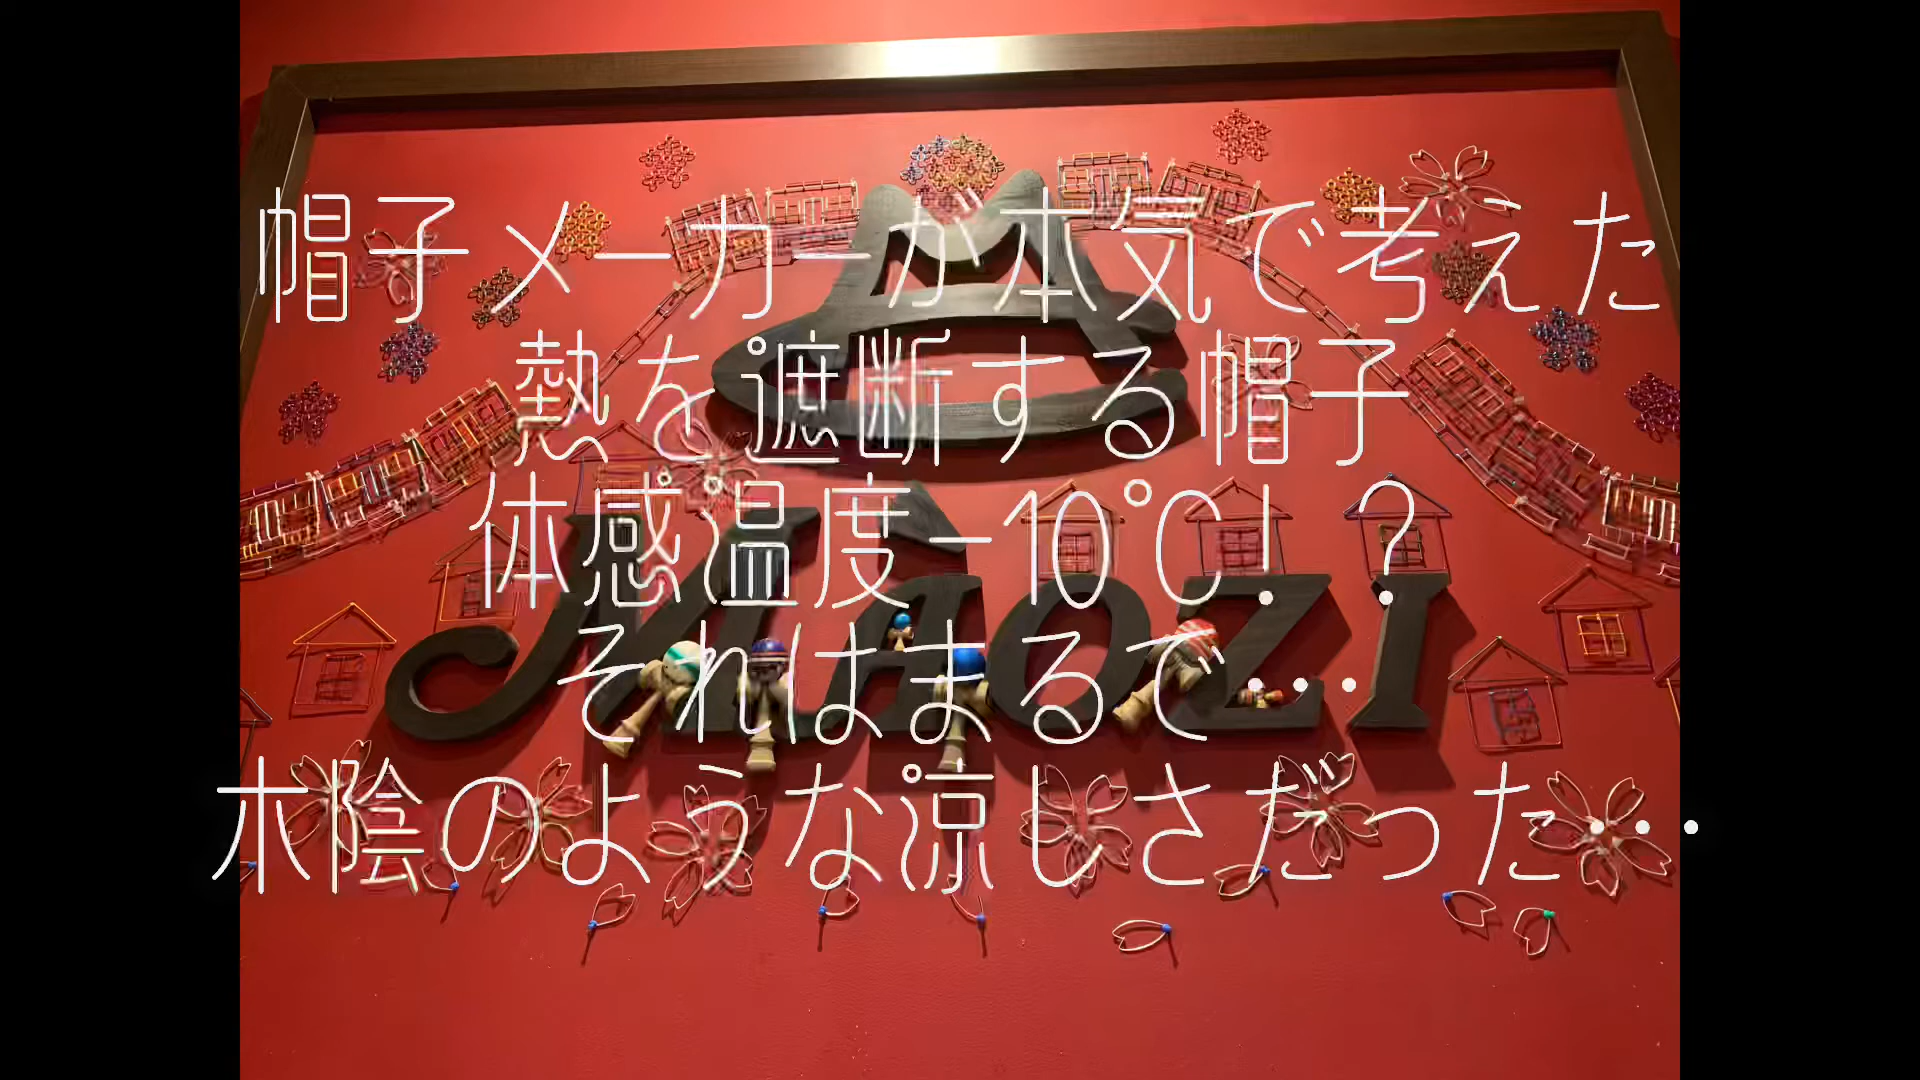 帽子メーカーが本気で考えた
熱を遮断する帽子
体感温度-10℃！？
それはまるで…
木陰のような涼しさだった…
MAOZI